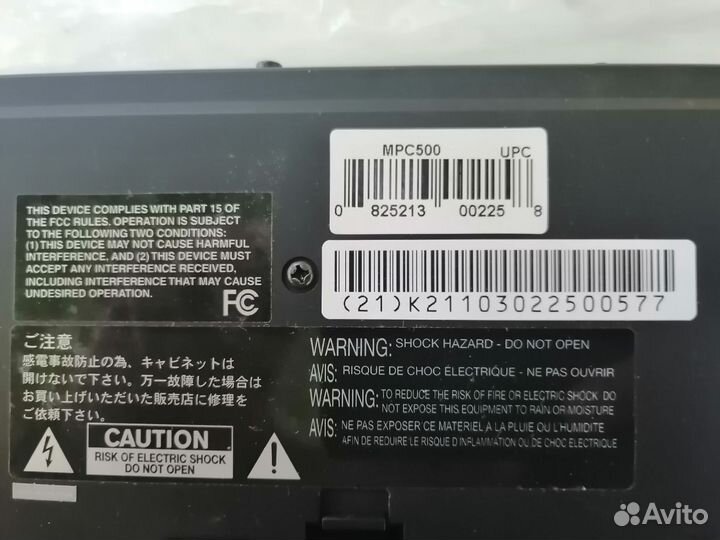 MPC500 UPC
0 825213 00225 8
(21)K21103022500577
THIS DEVICE COMPLIES WITH PART 15 OF
THE FCC RULES. OPERATION IS SUBJECT
TO THE FOLLOWING TWO CONDITIONS:
(1) THIS DEVICE MAY NOT CAUSE HARMFUL
INTERFERENCE, AND (2) THIS DEVICE MUST
ACCEPT ANY INTERFERENCE RECEIVED,
INCLUDING INTERFERENCE THAT MAY CAUSE
UNDESIRED OPERATION.
FC
ご注意
感電事故防止の為、キャビネットは
開けないで下さい。万一故障した場合は
お買い上げいただいた販売店に修理を
ご依頼下さい。
CAUTION
RISK OF ELECTRIC SHOCK
DO NOT OPEN
WARNING: SHOCK HAZARD - DO NOT OPEN
AVIS: RISQUE DE CHOC ÉLECTRIQUE - NE PAS OUVRIR
WARNING: TO REDUCE THE RISK OF FIRE OR ELECTRIC SHOCK DO
NOT EXPOSE THIS EQUIPMENT TO RAIN OR MOISTURE
AVIS: NE PAS EXPOSER CE MATERIEL A LA PLUIE OU L'HUMIDITE
AFIN DE REDUIRE LE RISQUE D'INFLAMMATION OU DE CHOC ELECTRIQUE
Avito